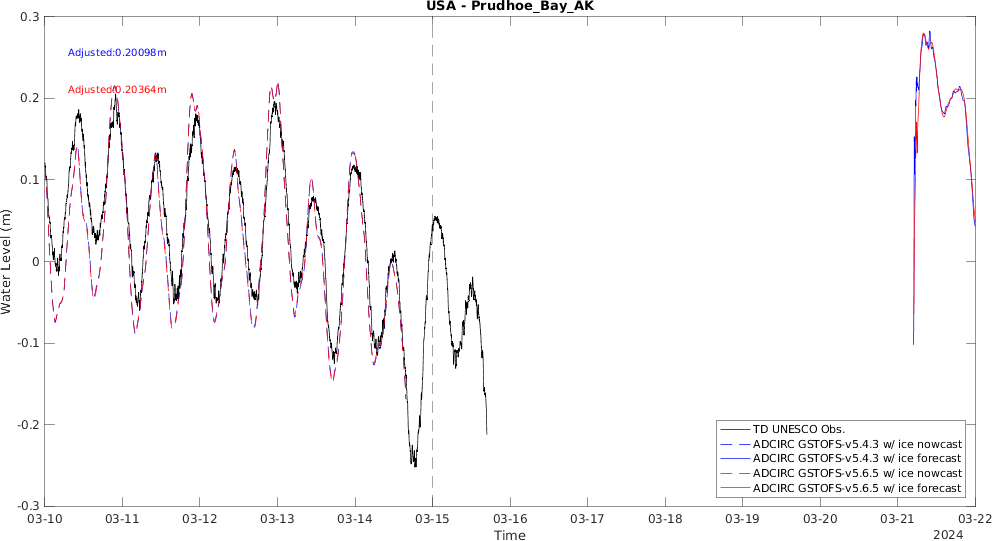 USA - Prudhoe_Bay_AK
0.3
Adjusted:0.20098m
Adjusted:0.20364m
0.2
0.1
0
-0.1
-0.2
-0.3
Water Level (m)
TD UNESCO Obs.
ADCIRC GSTOFS-v5.4.3 w/ ice nowcast
ADCIRC GSTOFS-v5.4.3 w/ ice forecast
ADCIRC GSTOFS-v5.6.5 w/ ice nowcast
ADCIRC GSTOFS-v5.6.5 w/ ice forecast
03-10 03-11 03-12 03-13 03-14 03-15 03-16 03-17 03-18 03-19 03-20 03-21 03-22
Time
2024